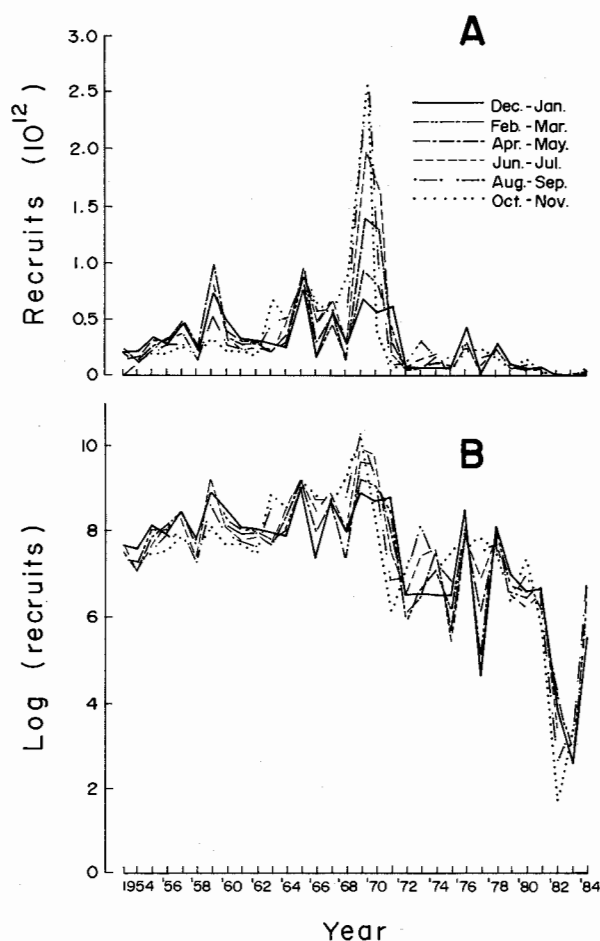 A
3.0
2.5
2.0
1.5
1.0
0.5
0
Recruits (10^12)
Dec.-Jan.
Feb.-Mar.
Apr.-May.
Jun.-Jul.
Aug.-Sep.
Oct.-Nov.
B
10
8
6
4
2
0
Log (recruits)
1954 '56 '58 '60 '62 '64 '66 '68 '70 '72 '74 '76 '78 '80 '82 '84
Year